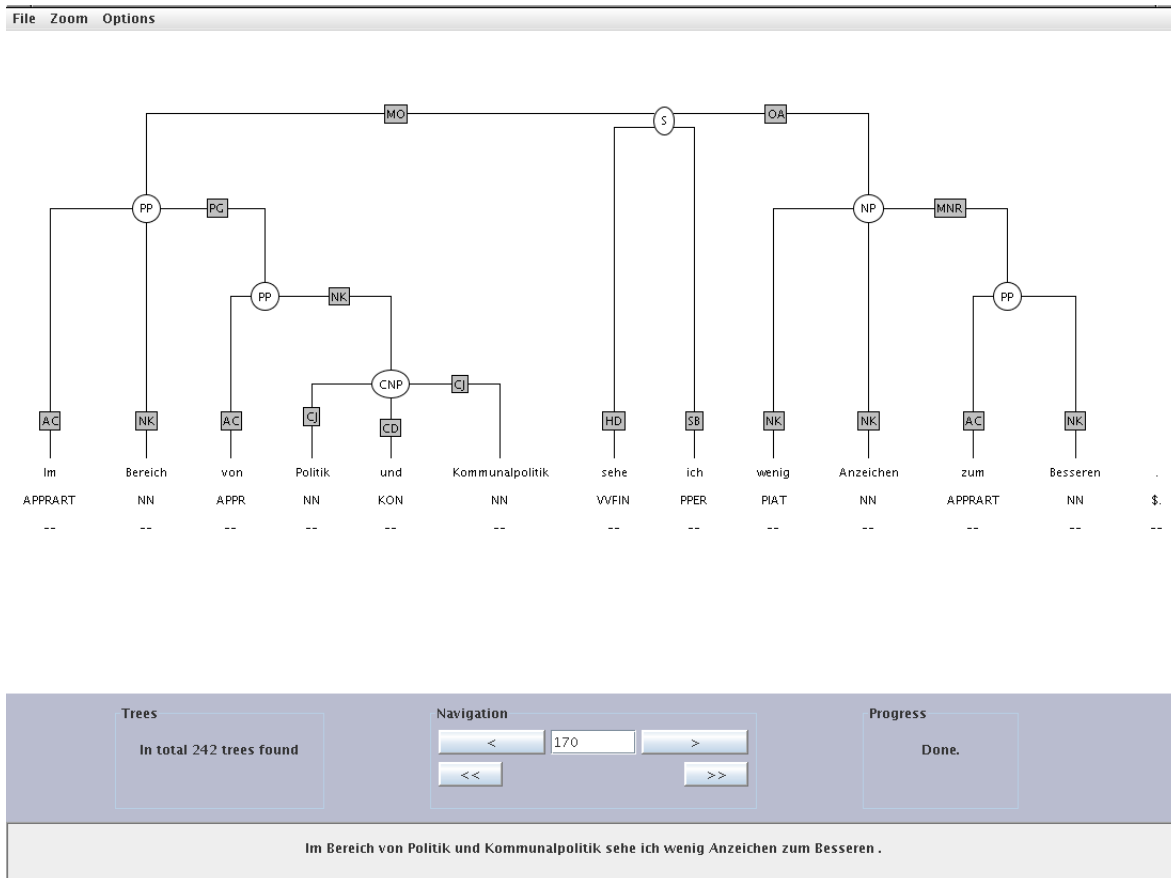 File Zoom Options
MO S OA
PP PG NP MNR
PP NK PP
CNP CJ
AC NK AC CJ CD HD SB NK NK AC NK
Im Bereich von Politik und Kommunalpolitik sehe ich wenig Anzeichen zum Besseren .
APPRART NN APPR NN KON NN VVFIN PPER PIAT NN APPRART NN $.
-- -- -- -- -- -- -- -- -- -- -- -- --
Trees Navigation Progress
In total 242 trees found < 170 > Done.
<< >>
Im Bereich von Politik und Kommunalpolitik sehe ich wenig Anzeichen zum Besseren .